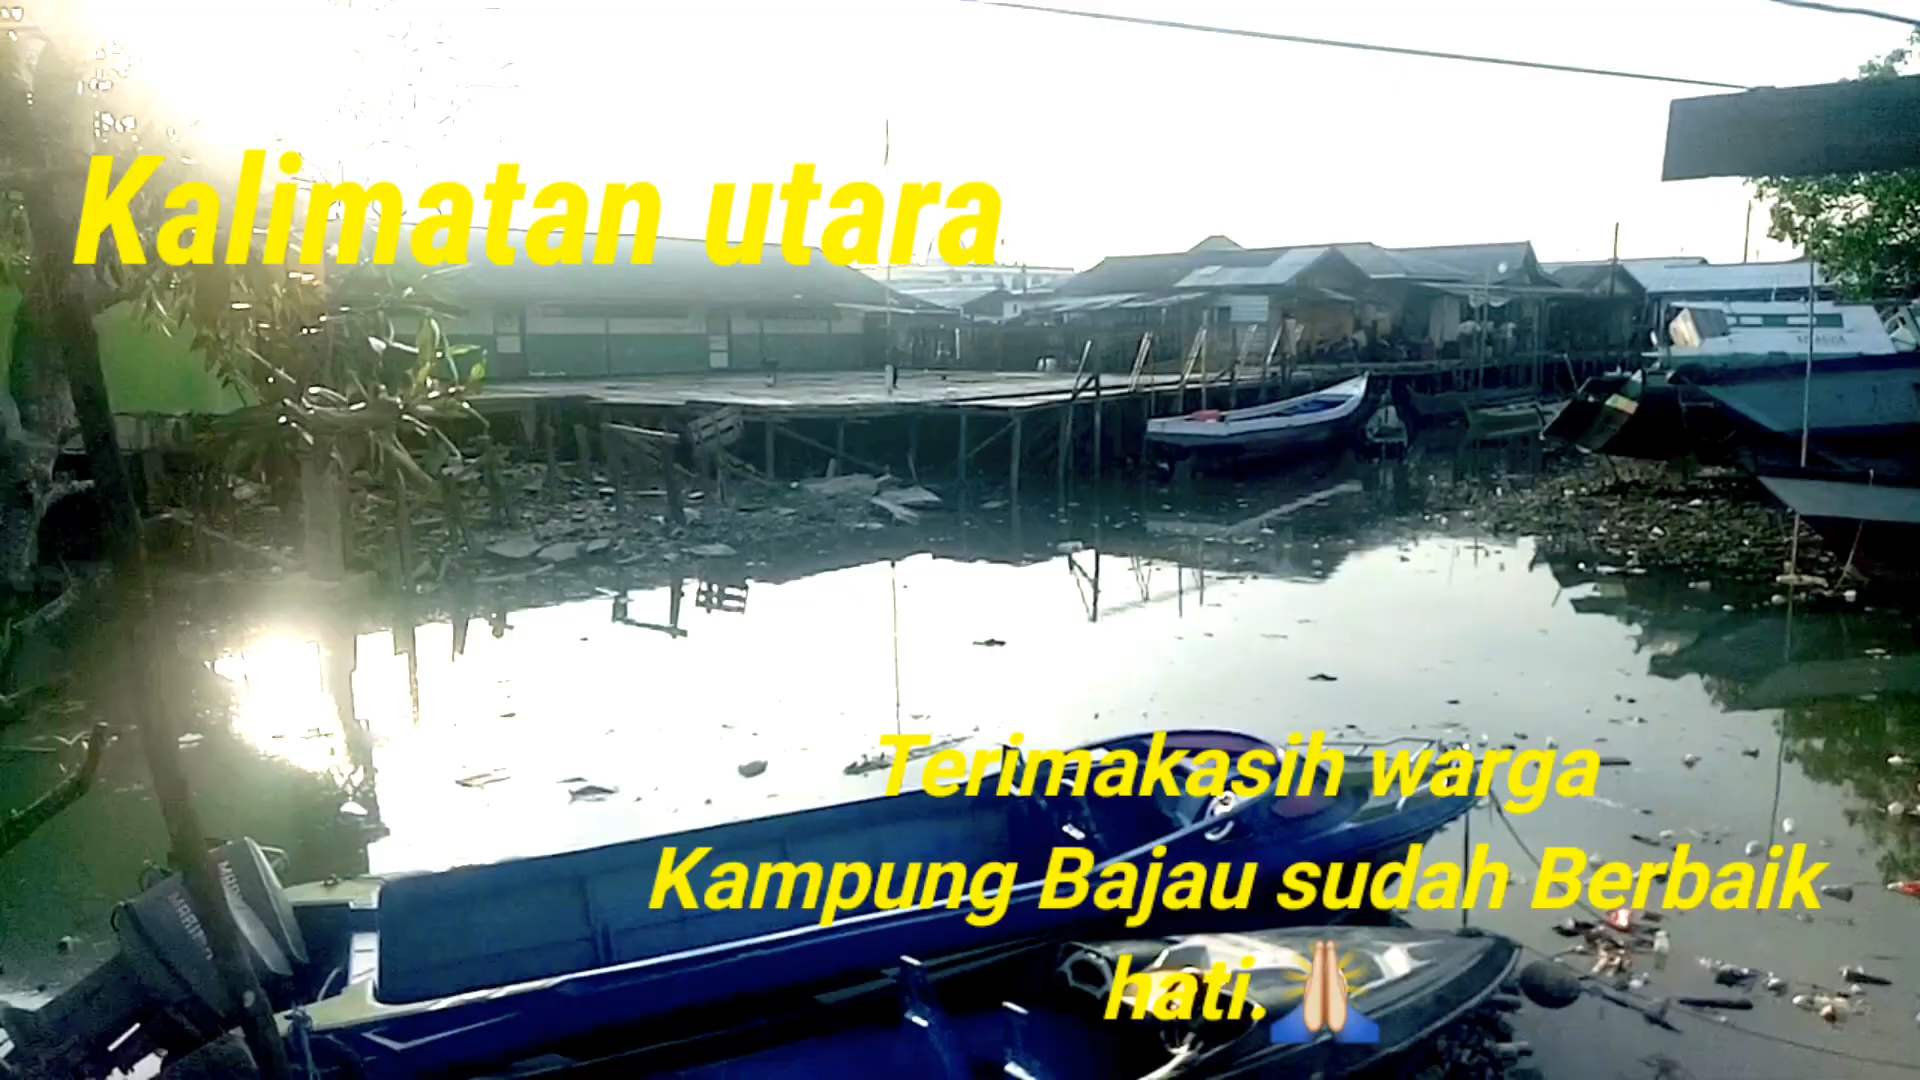 Kalimatan utara
Terimakasih warga
Kampung Bajau sudah Berbaik
hati. 🙏